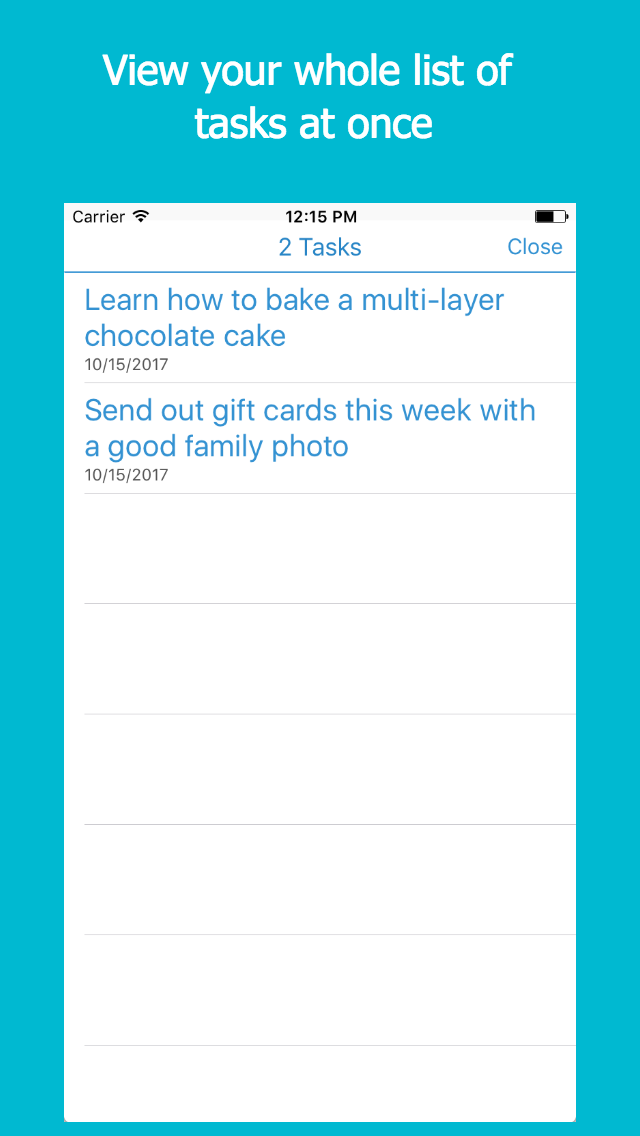 View your whole list of
tasks at once
Carrier 12:15 PM
2 Tasks Close
Learn how to bake a multi-layer
chocolate cake
10/15/2017
Send out gift cards this week with
a good family photo
10/15/2017